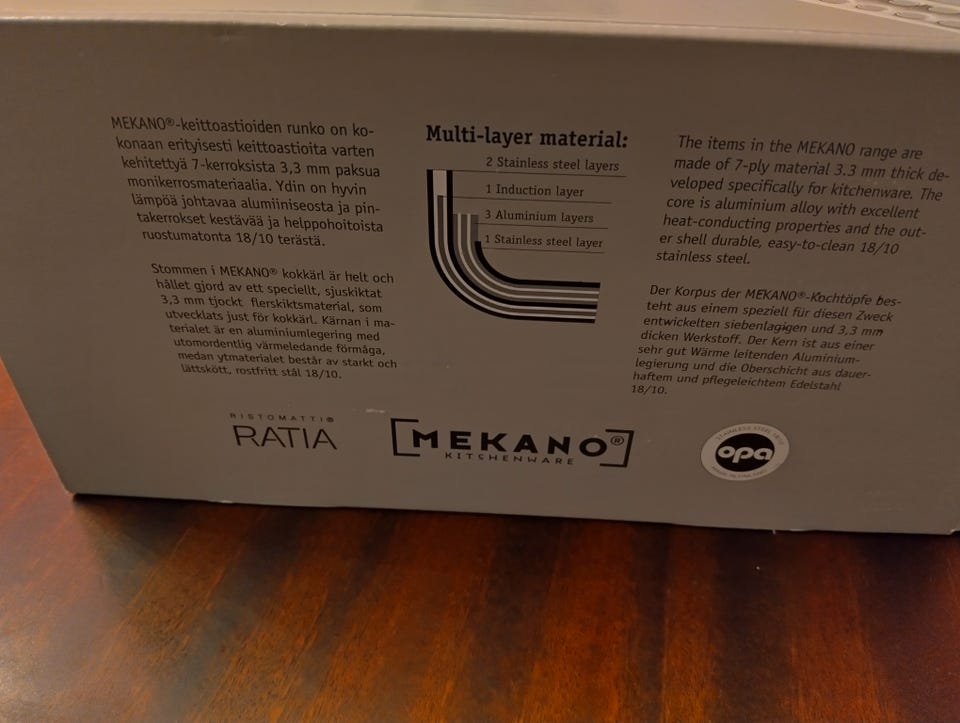 MEKANO®-keittoastioiden runko on ko-
konaan erityisesti keittoastioita varten
kehitettyä 7-kerroksista 3,3 mm paksua
monikerrosmateriaalia. Ydin on hyvin
lämpöä johtavaa alumiiniseosta ja pin-
takerrokset kestävää ja helppohoitoista
ruostumatonta 18/10 terästä.
Stommen i MEKANO® kokkärl är helt och
hållet gjord av ett speciellt, sjuskiktat
3,3 mm tjockt flerskiktsmaterial, som
utvecklats just för kokkärl. Kärnan i ma-
terialet är en aluminiumlegering med
utomordentlig värmeledande förmåga,
medan ytmaterialet består av starkt och
lättskött, rostfritt stål 18/10.
Multi-layer material:
2 Stainless steel layers
1 Induction layer
3 Aluminium layers
1 Stainless steel layer
The items in the MEKANO range are
made of 7-ply material 3.3 mm thick de-
veloped specifically for kitchenware. The
core is aluminium alloy with excellent
heat-conducting properties and the out-
er shell durable, easy-to-clean 18/10
stainless steel.
Der Korpus der MEKANO®-Kochtöpfe bes-
teht aus einem speziell für diesen Zweck
entwickelten siebenlagigen und 3,3 mm
dicken Werkstoff. Der Kern ist aus einer
sehr gut Wärme leitenden Aluminium-
legierung und die Oberschicht aus dauer-
haftem und pflegeleichtem Edelstahl
18/10.
RISTOMATTI®
RATIA
[MEKANO®]
KITCHENWARE
STAINLESS STEEL 18/10
opa
MADE IN FINLAND